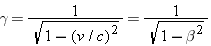 γ = 1 / √(1 − (v / c)²) = 1 / √(1 − β²)